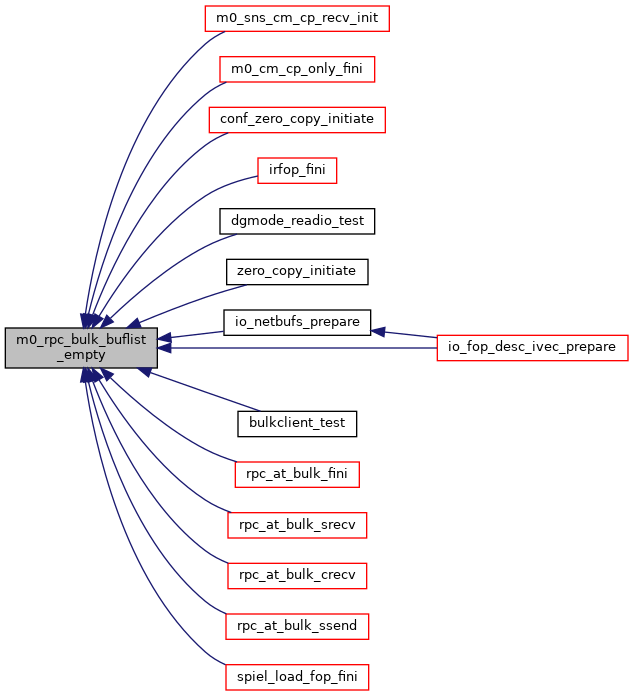 m0_sns_cm_cp_recv_init
m0_cm_cp_only_fini
conf_zero_copy_initiate
irfop_fini
dgmode_readio_test
zero_copy_initiate
io_netbufs_prepare
m0_rpc_bulk_buflist
_empty
io_fop_desc_ivec_prepare
bulkclient_test
rpc_at_bulk_fini
rpc_at_bulk_srecv
rpc_at_bulk_crecv
rpc_at_bulk_ssend
spiel_load_fop_fini